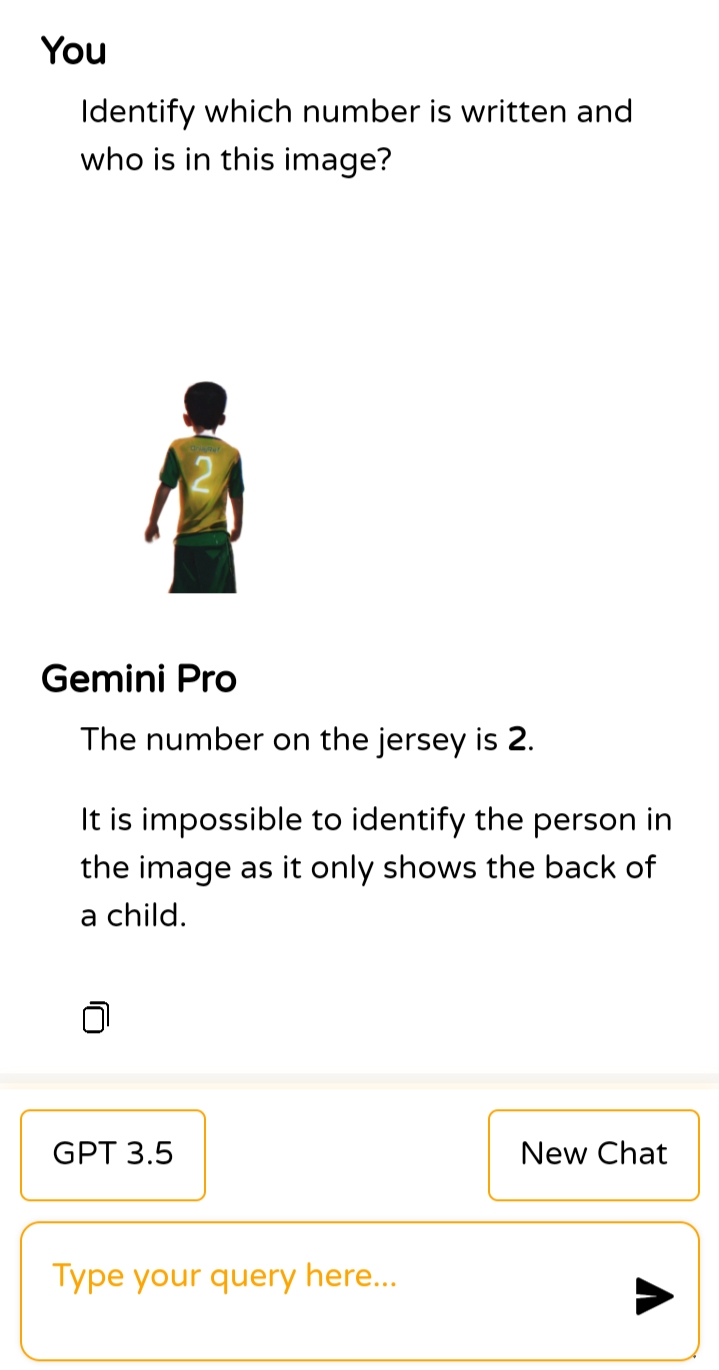 You
Identify which number is written and
who is in this image?
2
Gemini Pro
The number on the jersey is 2.
It is impossible to identify the person in
the image as it only shows the back of
a child.
GPT 3.5
New Chat
Type your query here...